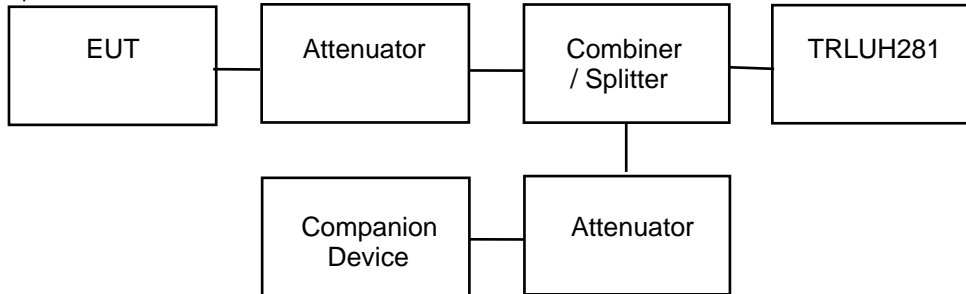 EUT
Attenuator
Combiner
/ Splitter
TRLUH281
Companion
Device
Attenuator